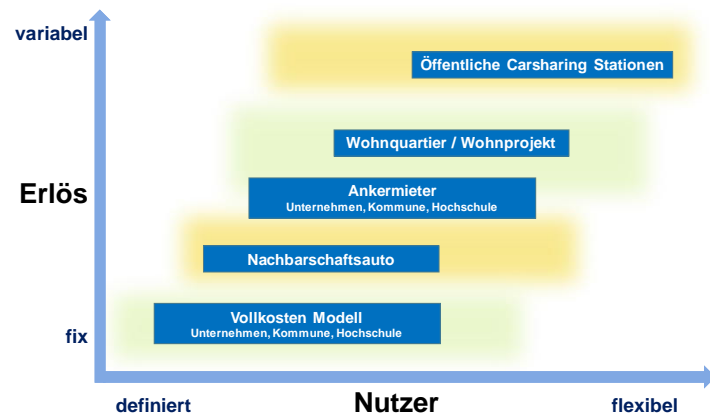 variabel
Öffentliche Carsharing Stationen
Wohnquartier / Wohnprojekt
Erlös
Ankermieter
Unternehmen, Kommune, Hochschule
Nachbarschaftsauto
Vollkosten Modell
Unternehmen, Kommune, Hochschule
fix
definiert
Nutzer
flexibel